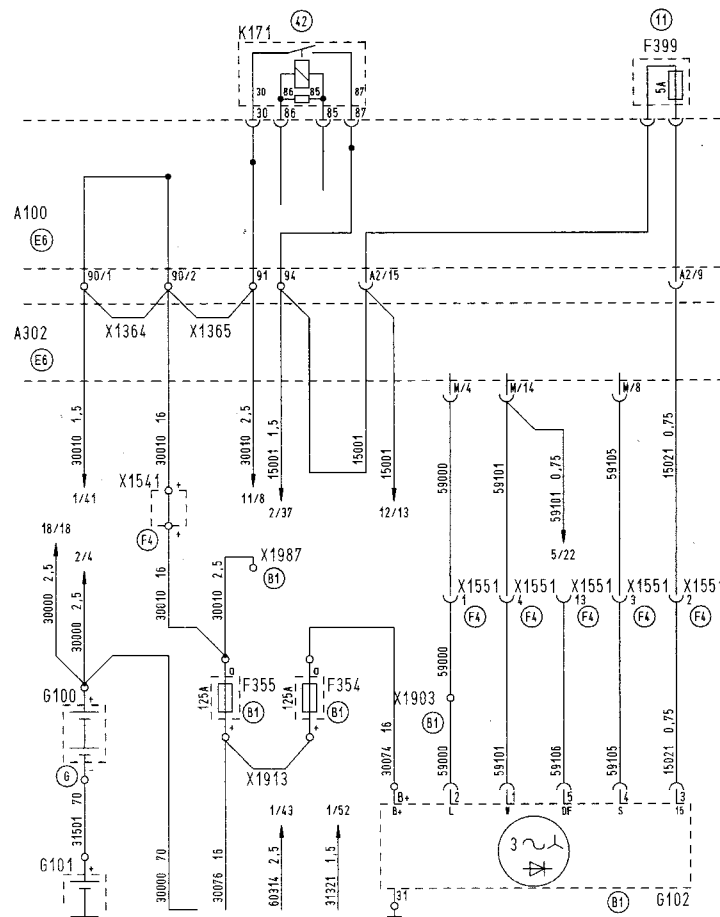 42
11
K171
F399
5A
30 86 85 87
30 86 85 87
A100
E6
90/1 90/2 91 94 A2/15 A2/9
A302
E6
X1364 X1365
M/4 M/14 M/8
30010 1,5
30010 16
30010 2,5
15001 1,5
15001
15001
59000
59101
59101 0,75
59105
15021 0,75
1/41
X1541
+
+
F4
11/8
2/37
12/13
5/22
18/18
2/4
30000 2,5
30000 2,5
30010 16
30010 2,5
X1987
B1
X1551 X1551 X1551 X1551 X1551
1 4 13 3 2
F4 F4 F4 F4 F4
59000
G100
+
G
125A
a
F355
B1
+
125A
a
F354
B1
+
X1913
X1903
B1
30074 16
59000
59101
59106
59105
15021 0,75
31501 70
G101
+
30000 70
30076 16
1/43
60314 2,5
1/52
31321 1,5
B+ 2 1 5 4 3
B+ L W DF S 15
3
31
B1
G102